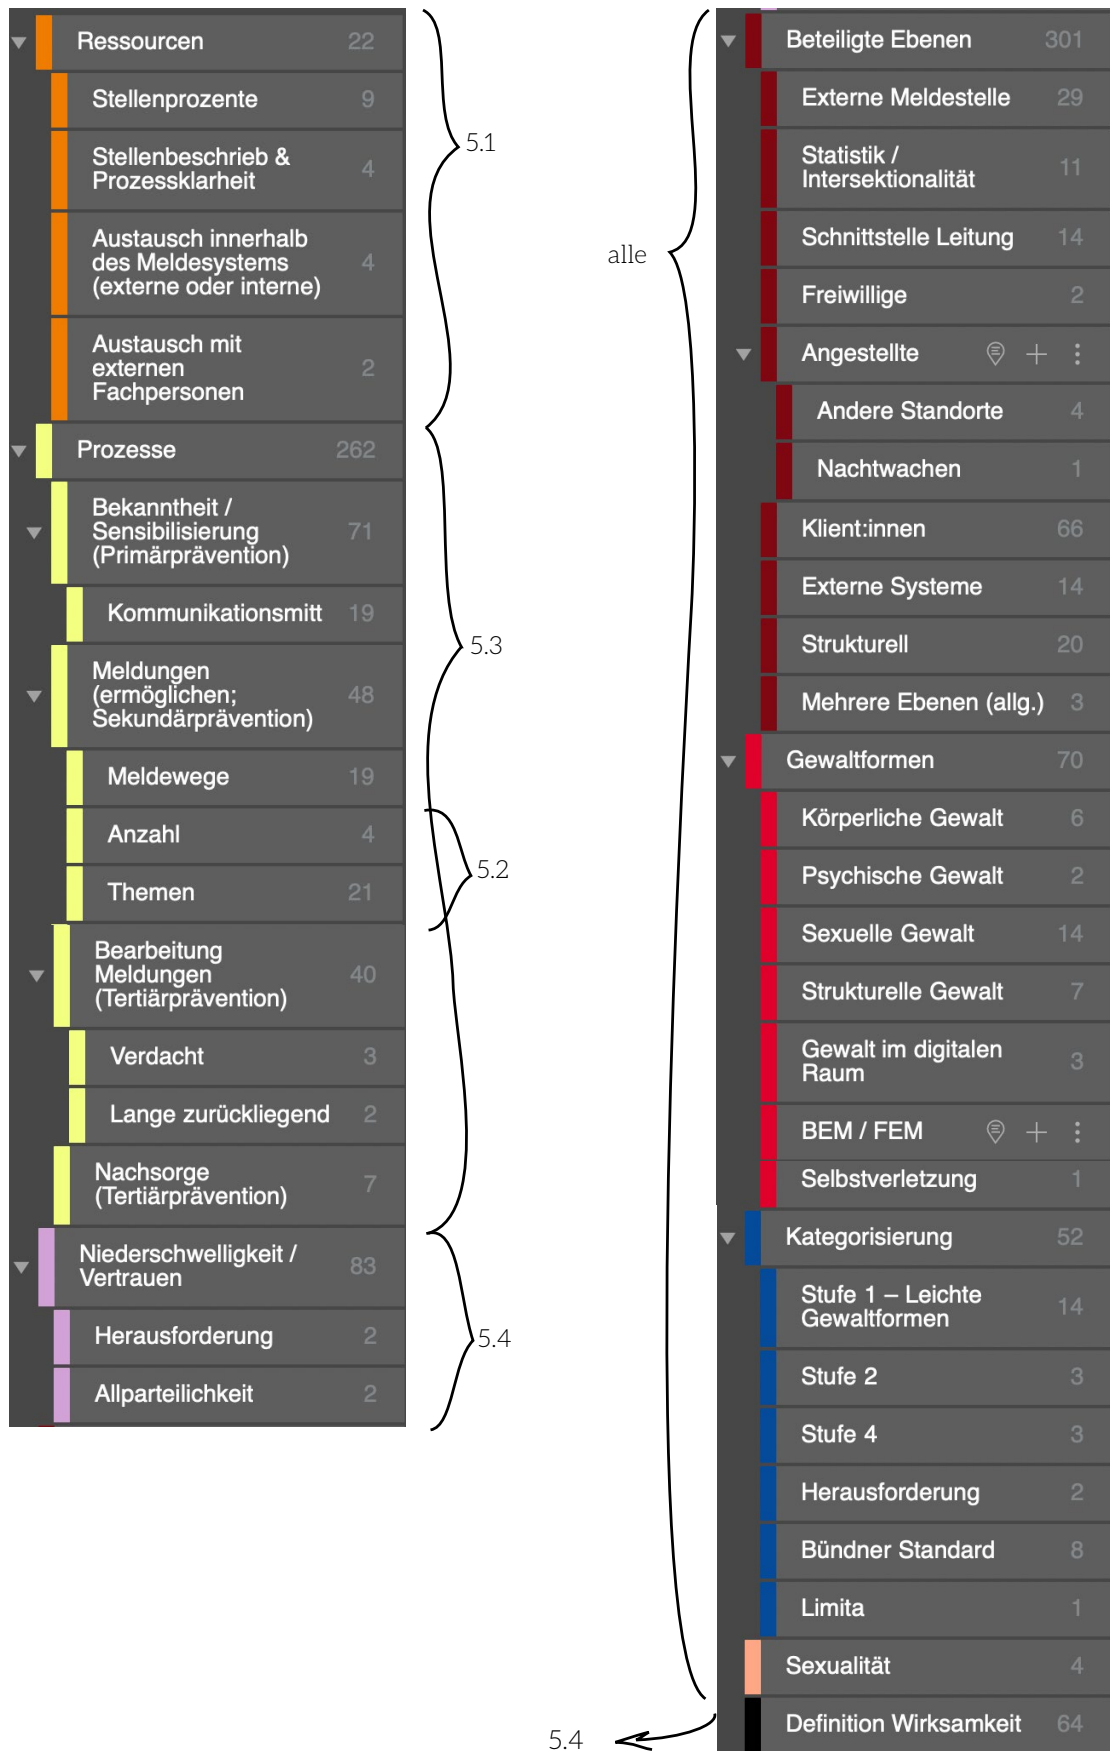 Ressourcen 22
Stellenprozente 9
Stellenbeschrieb &
Prozessklarheit 4
Austausch innerhalb
des Meldesystems 4
(externe oder interne)
Austausch mit
externen 2
Fachpersonen
Prozesse 262
Bekanntheit /
Sensibilisierung 71
(Primärprävention)
Kommunikationsmitt 19
Meldungen
(ermöglichen; 48
Sekundärprävention)
Meldewege 19
Anzahl 4
Themen 21
Bearbeitung
Meldungen 40
(Tertiärprävention)
Verdacht 3
Lange zurückliegend 2
Nachsorge
(Tertiärprävention) 7
Niederschwelligkeit /
Vertrauen 83
Herausforderung 2
Allparteilichkeit 2
5.1
5.3
5.2
5.4
alle
5.4
Beteiligte Ebenen 301
Externe Meldestelle 29
Statistik /
Intersektionalität 11
Schnittstelle Leitung 14
Freiwillige 2
Angestellte
Andere Standorte 4
Nachtwachen 1
Klient:innen 66
Externe Systeme 14
Strukturell 20
Mehrere Ebenen (allg.) 3
Gewaltformen 70
Körperliche Gewalt 6
Psychische Gewalt 2
Sexuelle Gewalt 14
Strukturelle Gewalt 7
Gewalt im digitalen
Raum 3
BEM / FEM
Selbstverletzung 1
Kategorisierung 52
Stufe 1 – Leichte
Gewaltformen 14
Stufe 2 3
Stufe 4 3
Herausforderung 2
Bündner Standard 8
Limita 1
Sexualität 4
Definition Wirksamkeit 64